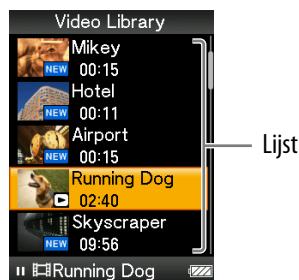 Video Library
Mikey
NEW 00:15
Hotel
NEW 00:11
Airport
NEW 00:15
Running Dog
02:40
Skyscraper
NEW 09:56
Running Dog
Lijst